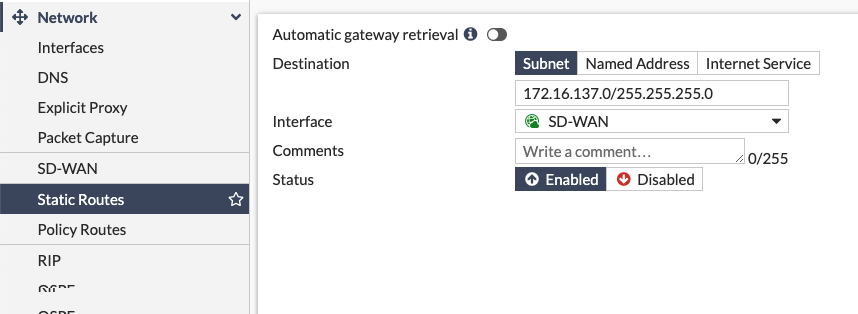 Network
Interfaces
DNS
Explicit Proxy
Packet Capture
SD-WAN
Static Routes
Policy Routes
RIP
Automatic gateway retrieval
Destination Subnet Named Address Internet Service
172.16.137.0/255.255.255.0
Interface SD-WAN
Comments Write a comment... 0/255
Status Enabled Disabled